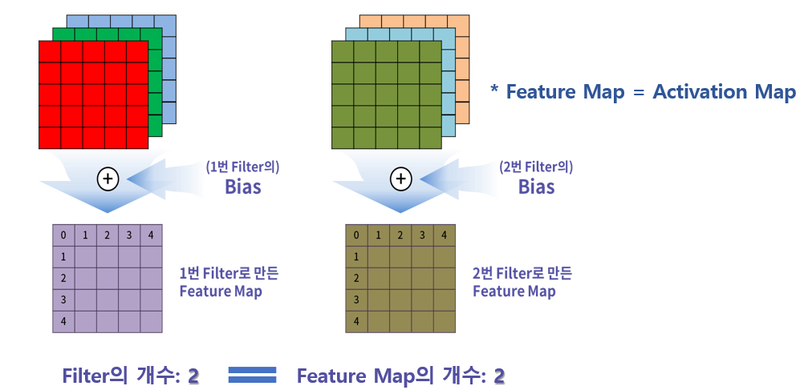 * Feature Map = Activation Map
+
(1번 Filter의)
Bias
+
(2번 Filter의)
Bias
0 1 2 3 4
1
2
3
4
1번 Filter로 만든
Feature Map
0 1 2 3 4
1
2
3
4
2번 Filter로 만든
Feature Map
Filter의 개수: 2 = Feature Map의 개수: 2